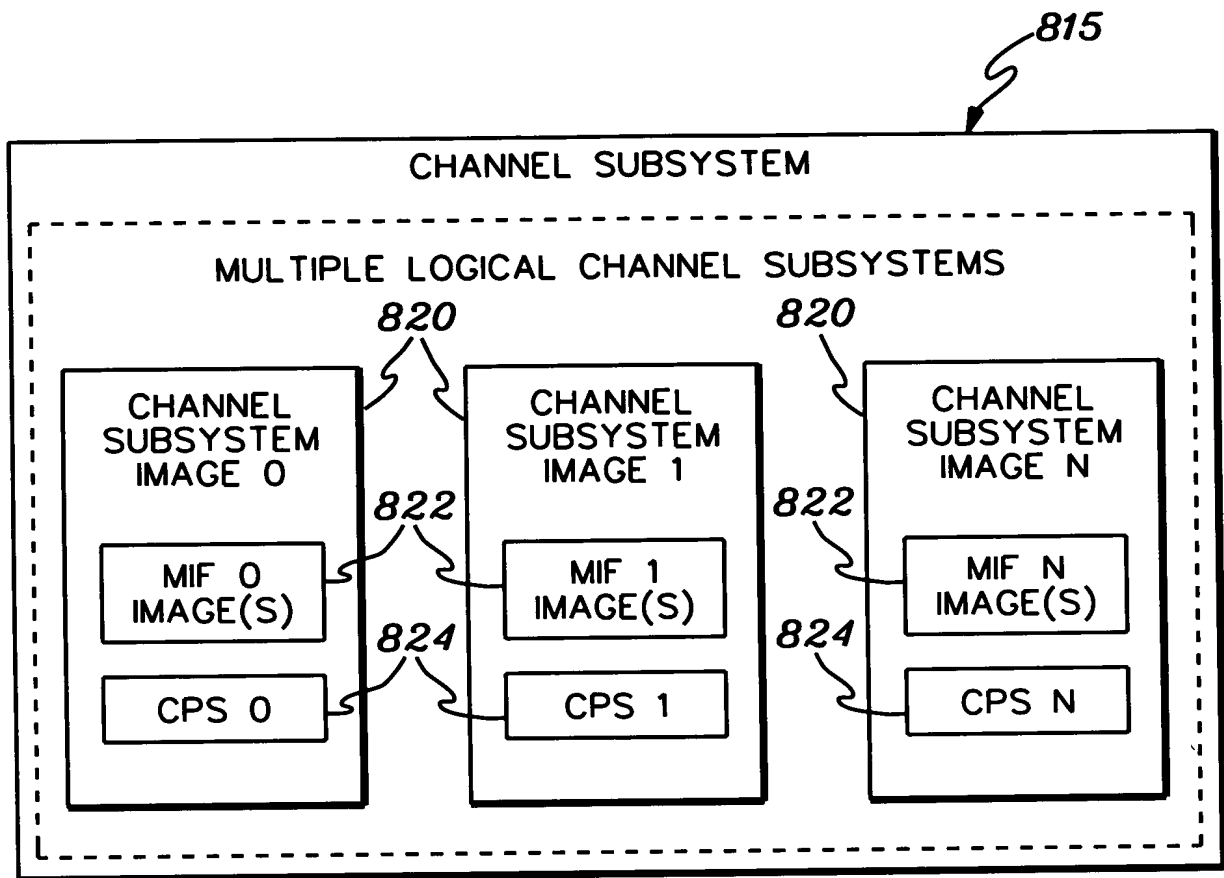 815
CHANNEL SUBSYSTEM
MULTIPLE LOGICAL CHANNEL SUBSYSTEMS
820
820
CHANNEL
SUBSYSTEM
IMAGE 0
CHANNEL
SUBSYSTEM
IMAGE 1
CHANNEL
SUBSYSTEM
IMAGE N
822
822
MIF 0
IMAGE(S)
MIF 1
IMAGE(S)
MIF N
IMAGE(S)
824
824
CPS 0
CPS 1
CPS N